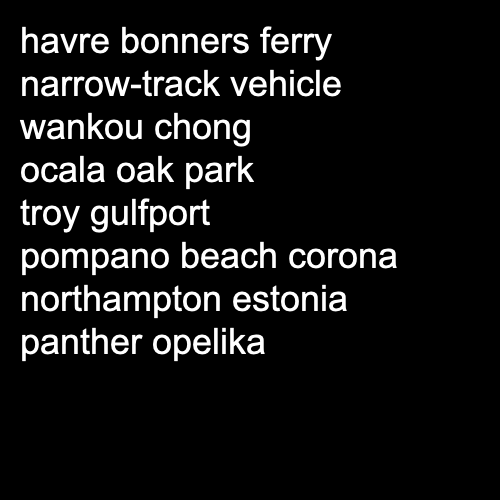 havre bonners ferry
narrow-track vehicle
wankou chong
ocala oak park
troy gulfport
pompano beach corona
northampton estonia
panther opelika